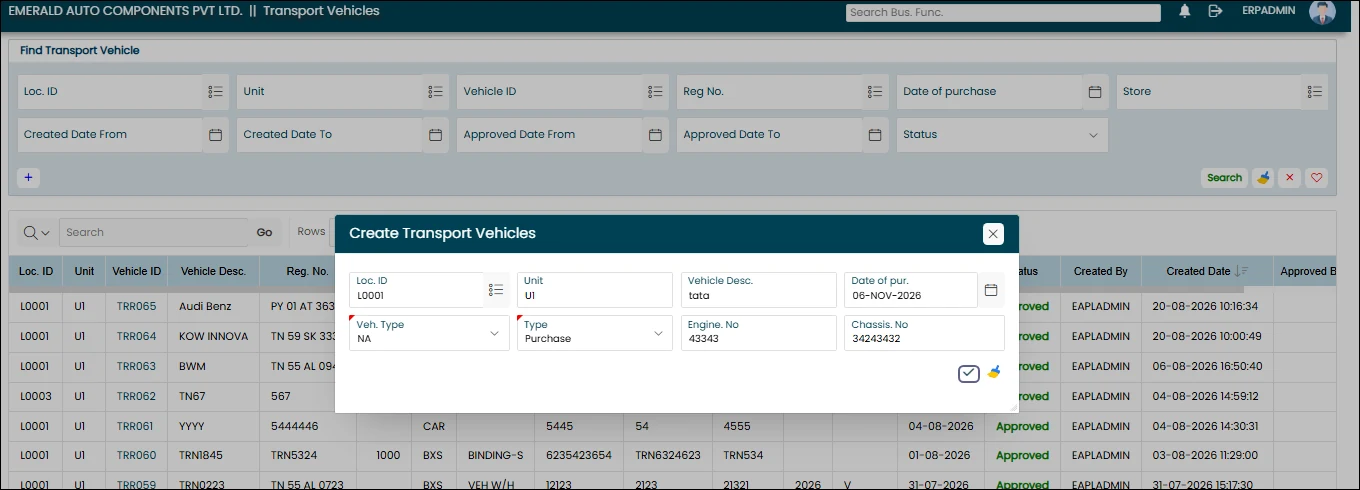 EMERALD AUTO COMPONENTS PVT LTD. || Transport Vehicles
Search Bus. Func.
ERPADMIN
Find Transport Vehicle
Loc. ID Unit Vehicle ID Reg No. Date of purchase Store
Created Date From Created Date To Approved Date From Approved Date To Status
+ Search
Search Go Rows
Create Transport Vehicles
Loc. ID Unit Vehicle Desc. Date of pur.
L0001 U1 tata 06-NOV-2026
Veh. Type Type Engine. No Chassis. No
NA Purchase 43343 34243432
Loc. ID Unit Vehicle ID Vehicle Desc. Reg. No. atus Created By Created Date Approved B
L0001 U1 TRR065 Audi Benz PY 01 AT 363 oved EAPLADMIN 20-08-2026 10:16:34
L0001 U1 TRR064 KOW INNOVA TN 59 SK 333 oved EAPLADMIN 20-08-2026 10:00:49
L0001 U1 TRR063 BWM TN 55 AL 094 oved EAPLADMIN 06-08-2026 16:50:40
L0003 U1 TRR062 TN67 567 oved EAPLADMIN 04-08-2026 14:59:12
L0001 U1 TRR061 YYYY 5444446 CAR 5445 54 4555 04-08-2026 Approved EAPLADMIN 04-08-2026 14:30:31
L0001 U1 TRR060 TRN1845 TRN5324 1000 BXS BINDING-S 6235423654 TRN6324623 TRN534 01-08-2026 Approved EAPLADMIN 03-08-2026 11:29:00
L0001 U1 TRR059 TRN0223 TN 55 AL 0723 BXS VEH W/H 12123 2123 21321 2026 V 31-07-2026 Approved EAPLADMIN 31-07-2026 15:17:30